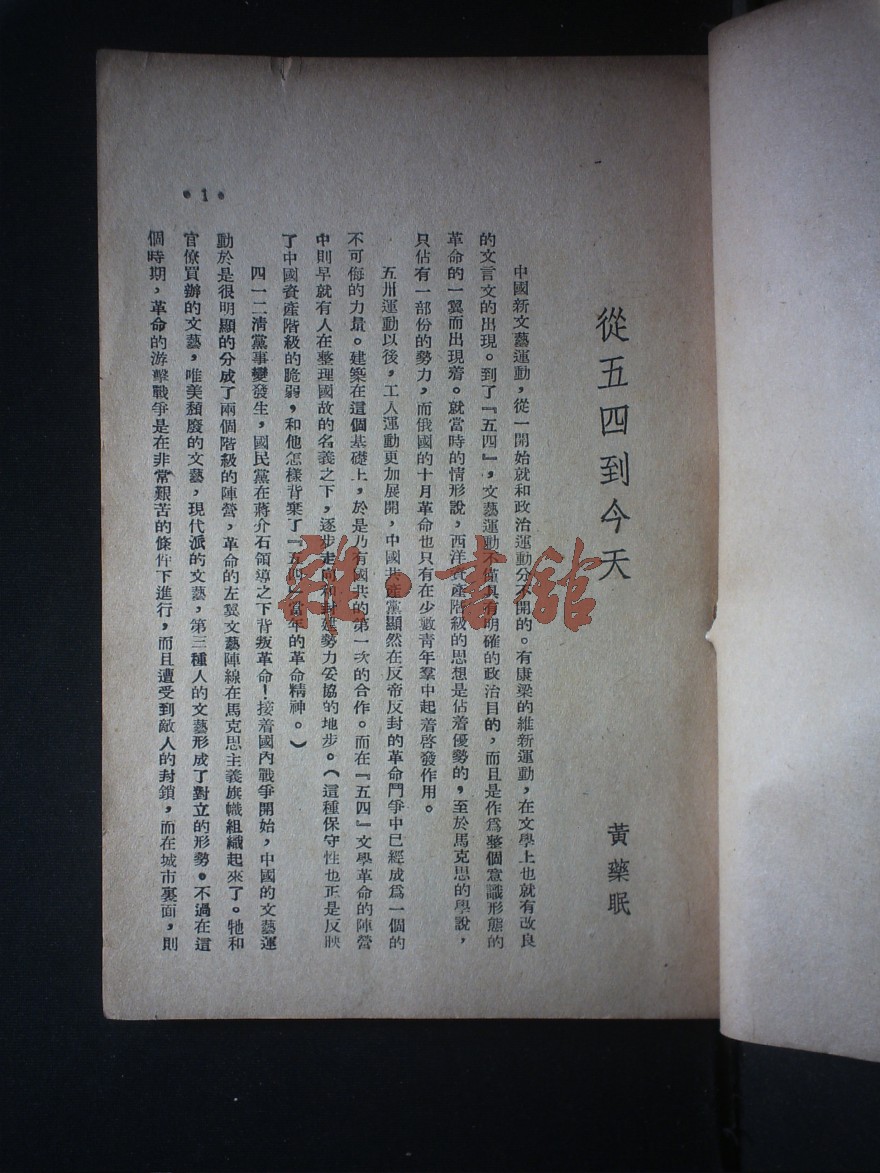 從五四到今天
黃藥眠
中國新文藝運動，從一開始就和政治運動分不開的。有康梁的維新運動，在文學上也就有改良
的文言文的出現。到了『五四』，文藝運動不僅具有明確的政治目的，而且是作爲整個意識形態的
革命的一翼而出現着。就當時的情形說，西洋資產階級的思想是佔着優勢的，至於馬克思的學說，
只佔有一部份的勢力，而俄國的十月革命也只有在少數青年羣中起着啓發作用。
五卅運動以後，工人運動更加展開，中國共產黨顯然在反帝反封的革命鬥爭中已經成爲一個的
不可侮的力量。建築在這個基礎上，於是乃有國共的第一次的合作。而在『五四』文學革命的陣營
中則早就有人在整理國故的名義之下，逐步走向和封建勢力妥協的地步。（這種保守性也正是反映
了中國資產階級的脆弱，和他怎樣背棄了『五四』當年的革命精神。）
四一二清黨事變發生，國民黨在蔣介石領導之下背叛革命！接着國內戰爭開始，中國的文藝運
動於是很明顯的分成了兩個階級的陣營，革命的左翼文藝陣線在馬克思主義旗幟組織起來了。牠和
官僚買辦的文藝，唯美頹廢的文藝，現代派的文藝，第三種人的文藝形成了對立的形勢。不過在這
個時期，革命的游擊戰爭是在非常艱苦的條件下進行，而且遭受到敵人的封鎖，而在城市裏面，則
•1•
雜·書館